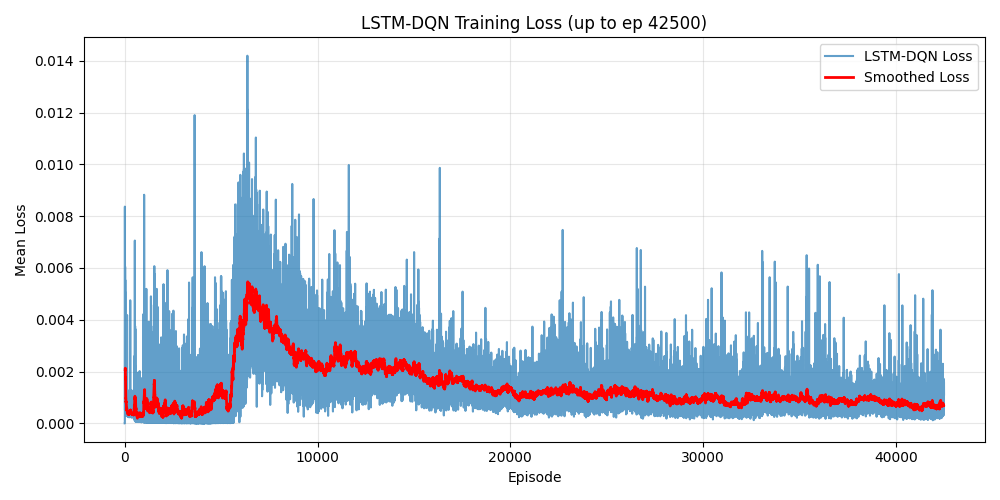 LSTM-DQN Training Loss (up to ep 42500)
LSTM-DQN Loss
Smoothed Loss
Mean Loss
0.014
0.012
0.010
0.008
0.006
0.004
0.002
0.000
0 10000 20000 30000 40000
Episode